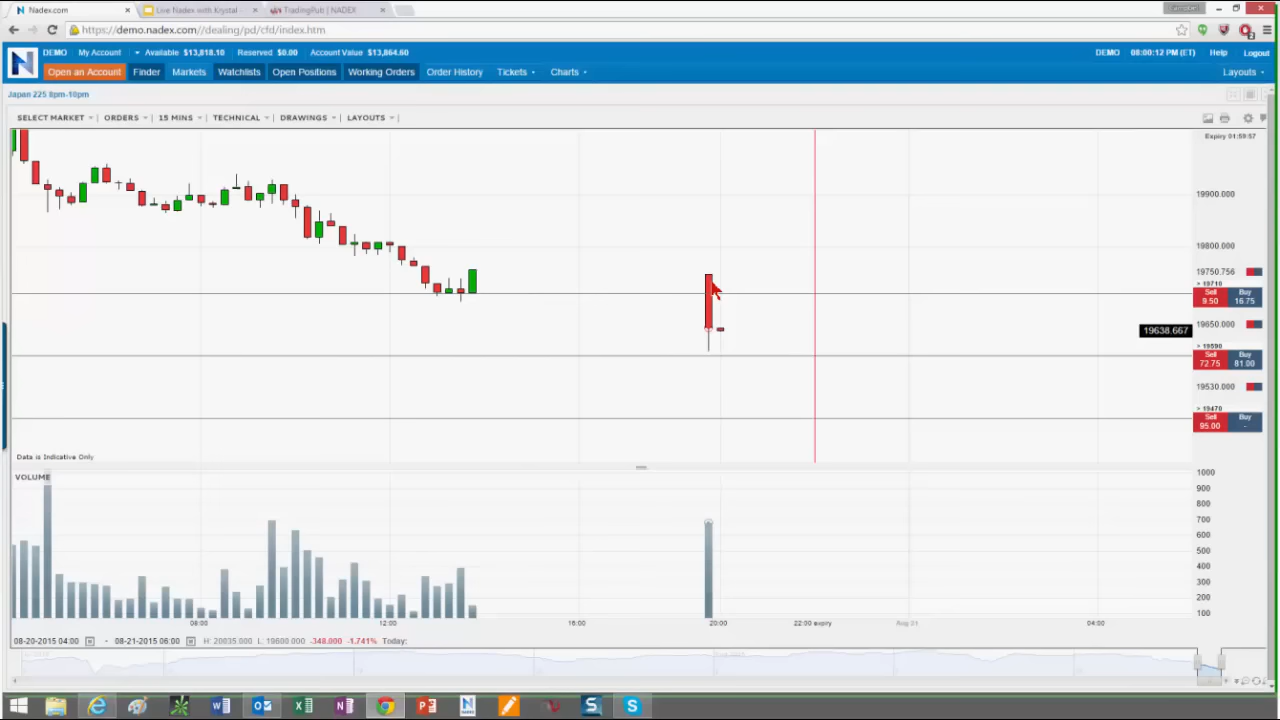 Nadex.com
Live Nadex with Krystal -
TradingPub | NADEX
https://demo.nadex.com//dealing/pd/cfd/index.htm
DEMO My Account Available $13,818.10 Reserved $0.00 Account Value $13,864.60 DEMO 08:00:12 PM (ET) Help Logout
Open an Account Finder Markets Watchlists Open Positions Working Orders Order History Tickets Charts Layouts
Japan 225 8pm-10pm
SELECT MARKET ORDERS 15 MINS TECHNICAL DRAWINGS LAYOUTS
Expiry 01:59:57
19900.000
19800.000
19750.756
> 19710
Sell Buy
9.50 16.75
19650.000
19638.667
> 19590
Sell Buy
72.75 81.00
19530.000
> 19470
Sell Buy
95.00 -
Data is Indicative Only
VOLUME
1000
900
800
700
600
500
400
300
200
100
08:00 12:00 16:00 20:00 22:00 expiry Aug 21 04:00
08-20-2015 04:00 - 08-21-2015 06:00 H: 20035.000 L: 19600.000 -348.000 -1.741% Today: